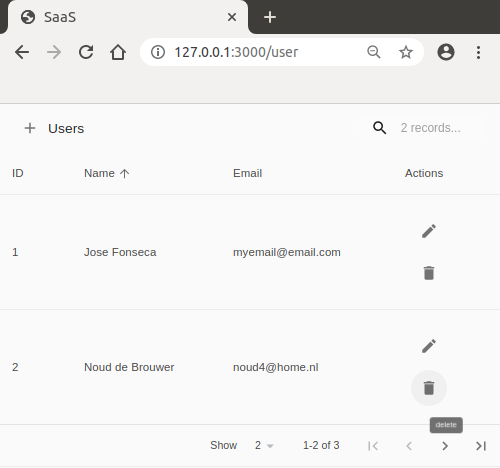 SaaS
127.0.0.1:3000/user
Users
2 records...
ID Name Email Actions
1 Jose Fonseca myemail@email.com
2 Noud de Brouwer noud4@home.nl
delete
Show 2 1-2 of 3